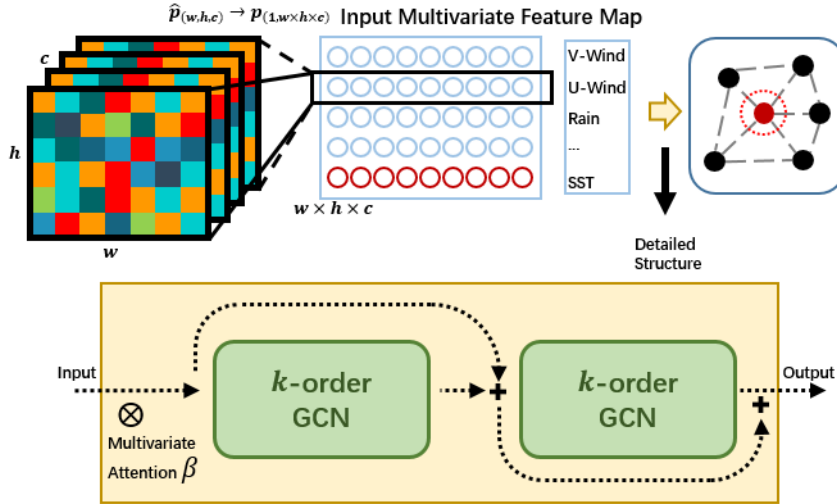 p̂(w,h,c) → p(1,w×h×c) Input Multivariate Feature Map
c
h
w
w × h × c
V-Wind
U-Wind
Rain
...
SST
Detailed
Structure
Input
k-order
GCN
k-order
GCN
Output
Multivariate
Attention β